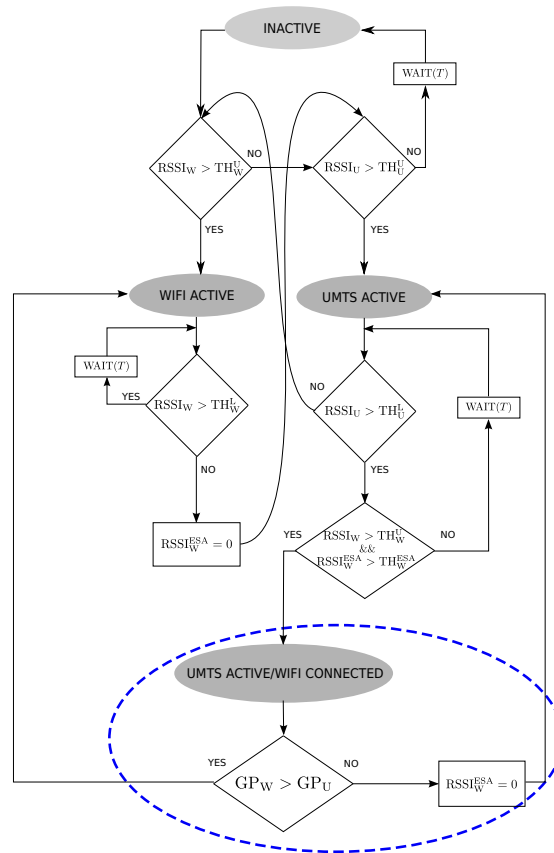 INACTIVE
WAIT(T)
RSSI_W > TH_W^U
NO
RSSI_U > TH_U^U
NO
YES
YES
WIFI ACTIVE
UMTS ACTIVE
WAIT(T)
YES
RSSI_W > TH_W^L
NO
RSSI_U > TH_U^L
WAIT(T)
NO
YES
RSSI_W^ESA = 0
YES
RSSI_W > TH_W^U
&&
RSSI_W^ESA > TH_W^ESA
NO
UMTS ACTIVE/WIFI CONNECTED
YES
GP_W > GP_U
NO
RSSI_W^ESA = 0